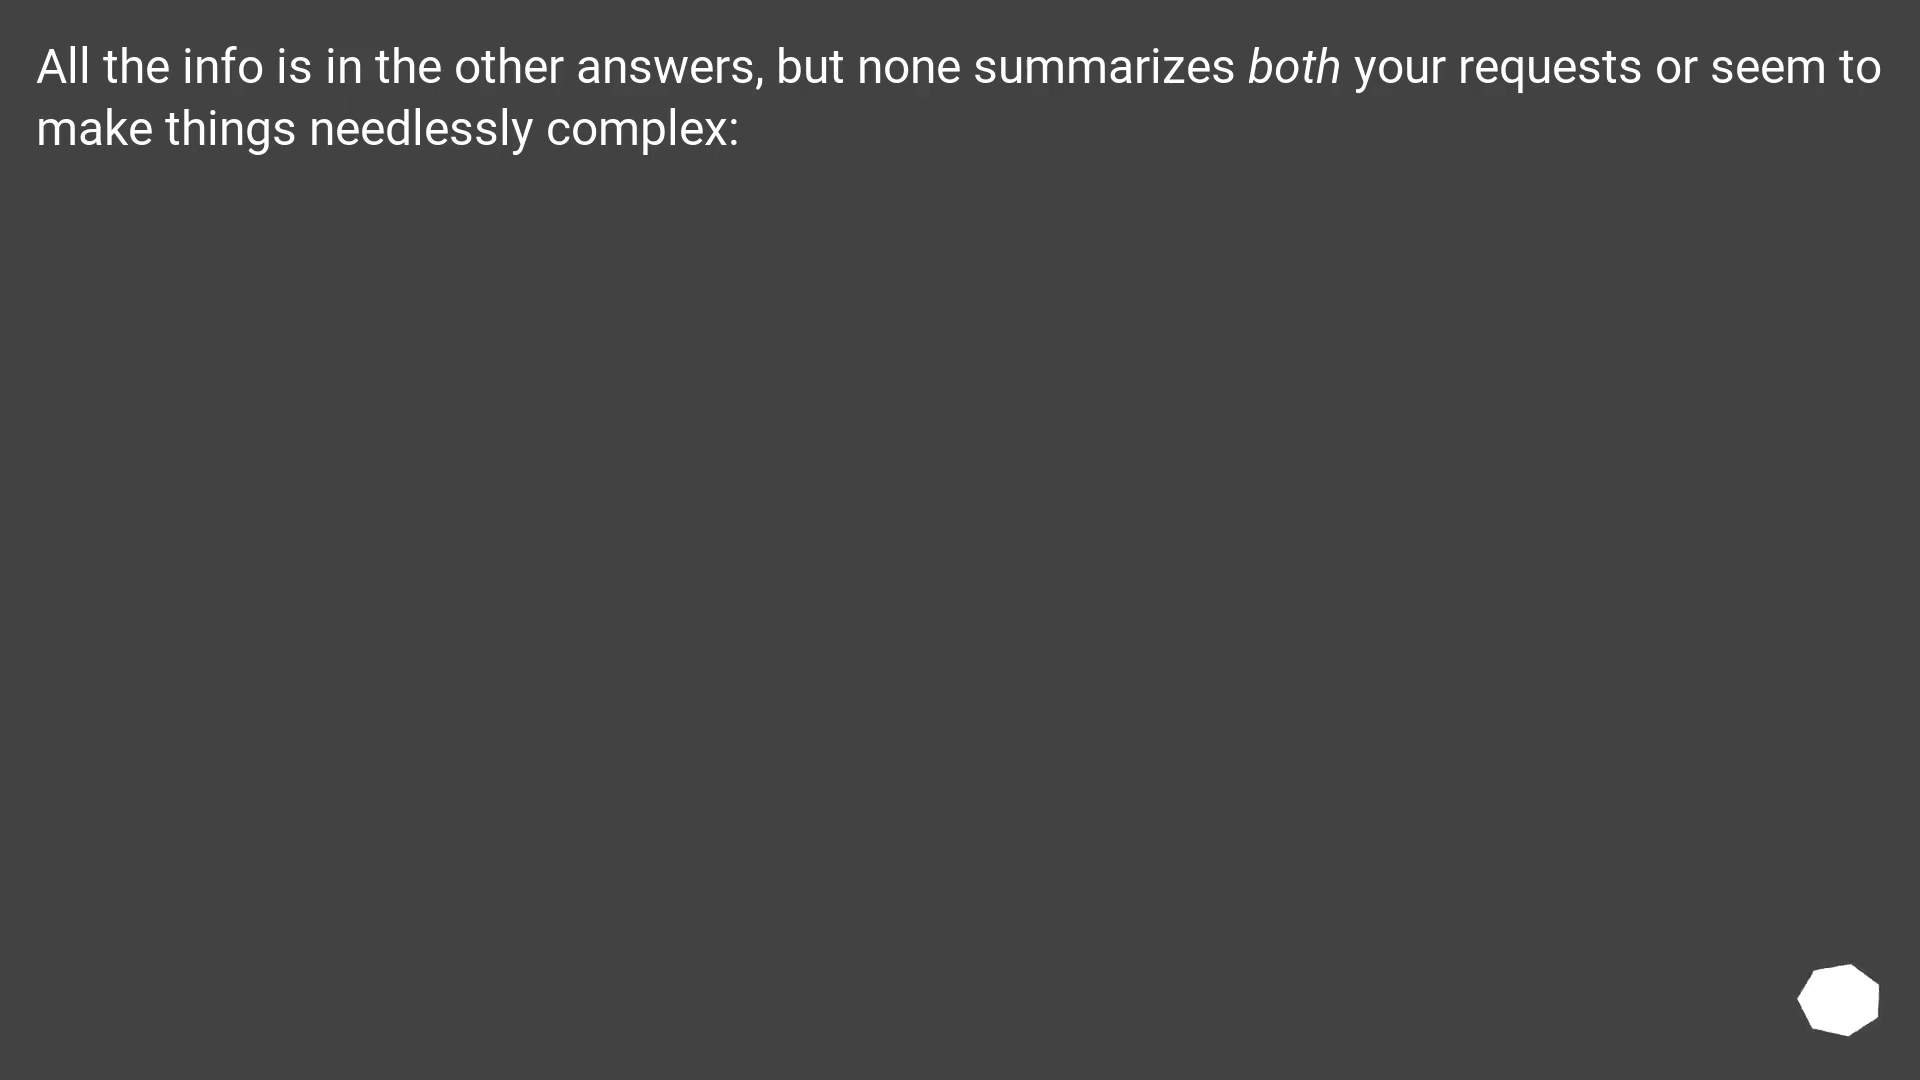 All the info is in the other answers, but none summarizes both your requests or seem to
make things needlessly complex: